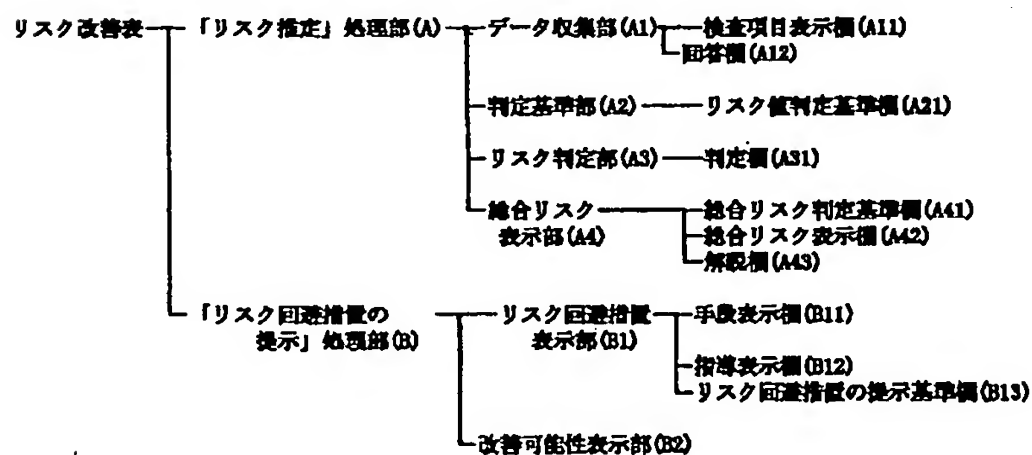 リスク改善表 「リスク推定」処理部(A) データ収集部(A1) 検査項目表示欄(A11)
回答欄(A12)
判定基準部(A2) リスク値判定基準欄(A21)
リスク判定部(A3) 判定欄(A31)
総合リスク 総合リスク判定基準欄(A41)
表示部(A4) 総合リスク表示欄(A42)
解説欄(A43)
「リスク回避措置の リスク回避措置 手段表示欄(B11)
提示」処理部(B) 表示部(B1)
指導表示欄(B12)
リスク回避措置の提示基準欄(B13)
改善可能性表示部(B2)